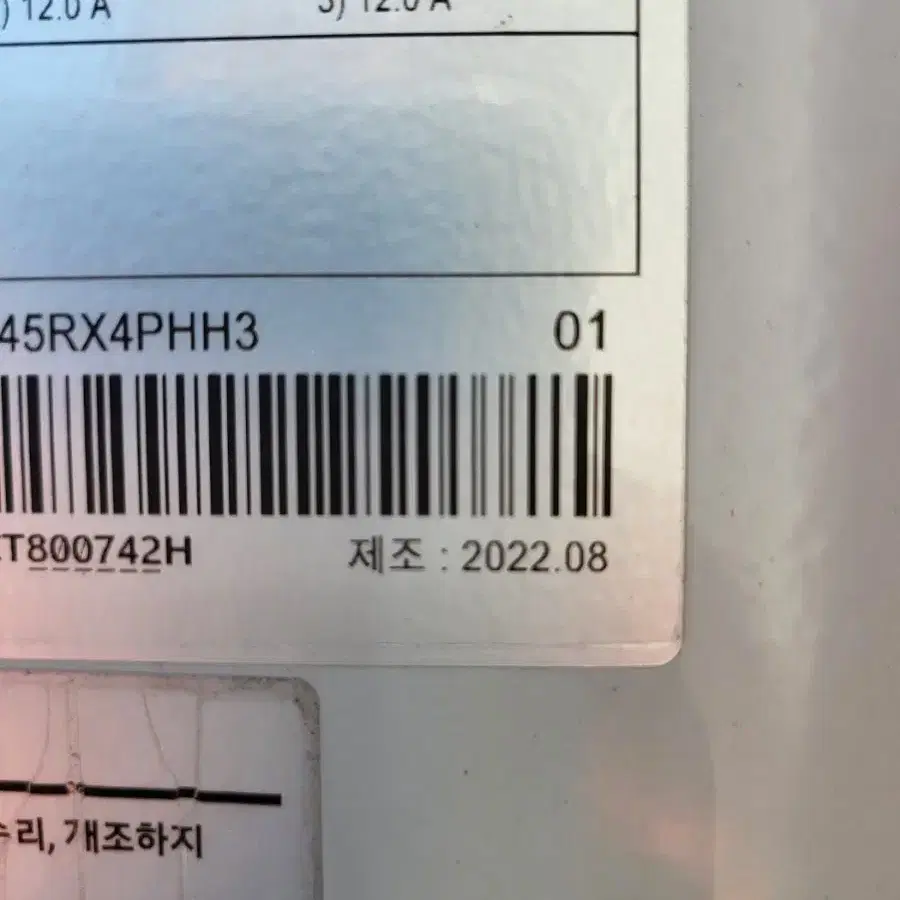 ) 12.0 A 3) 12.0 A
45RX4PHH3 01
T800742H 제조 : 2022.08
리, 개조하지